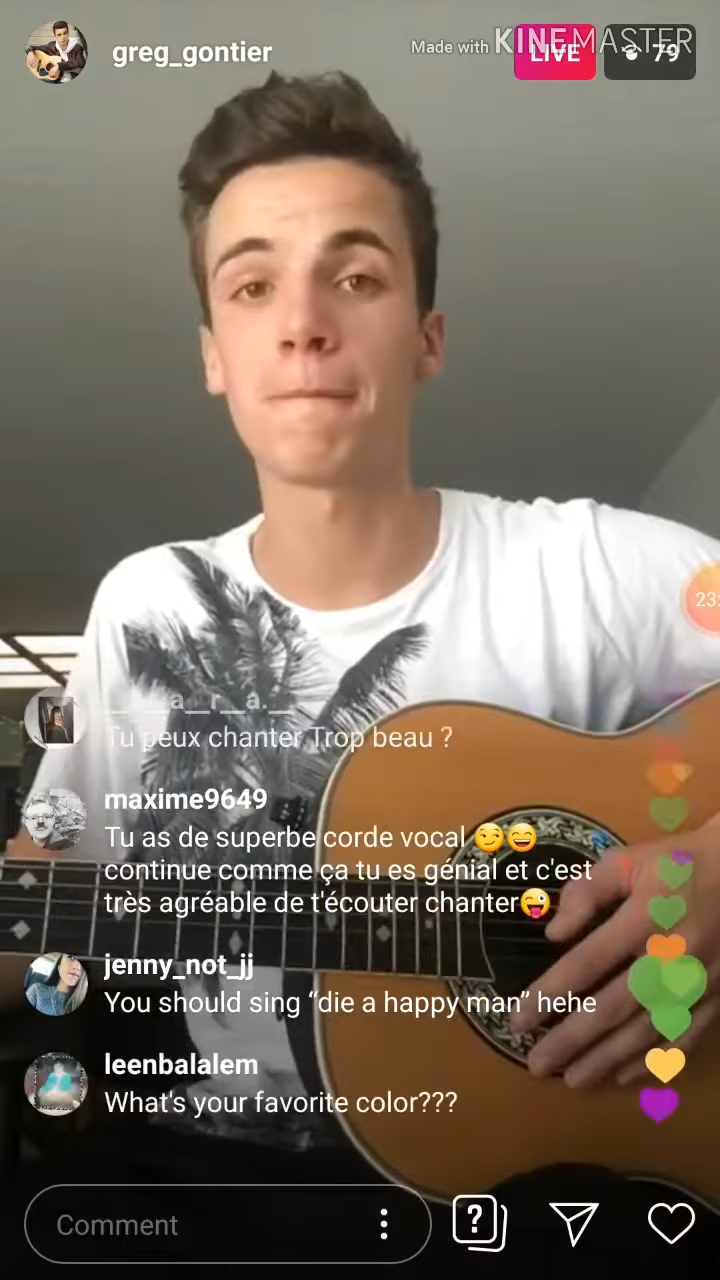 greg_gontier
Made with KINEMASTER
LIVE
79
23:
Tu peux chanter Trop beau ?
maxime9649
Tu as de superbe corde vocal 😏😄
continue comme ça tu es génial et c'est
très agréable de t'écouter chanter😜
jenny_not_jj
You should sing “die a happy man” hehe
leenbalalem
What's your favorite color???
Comment
?